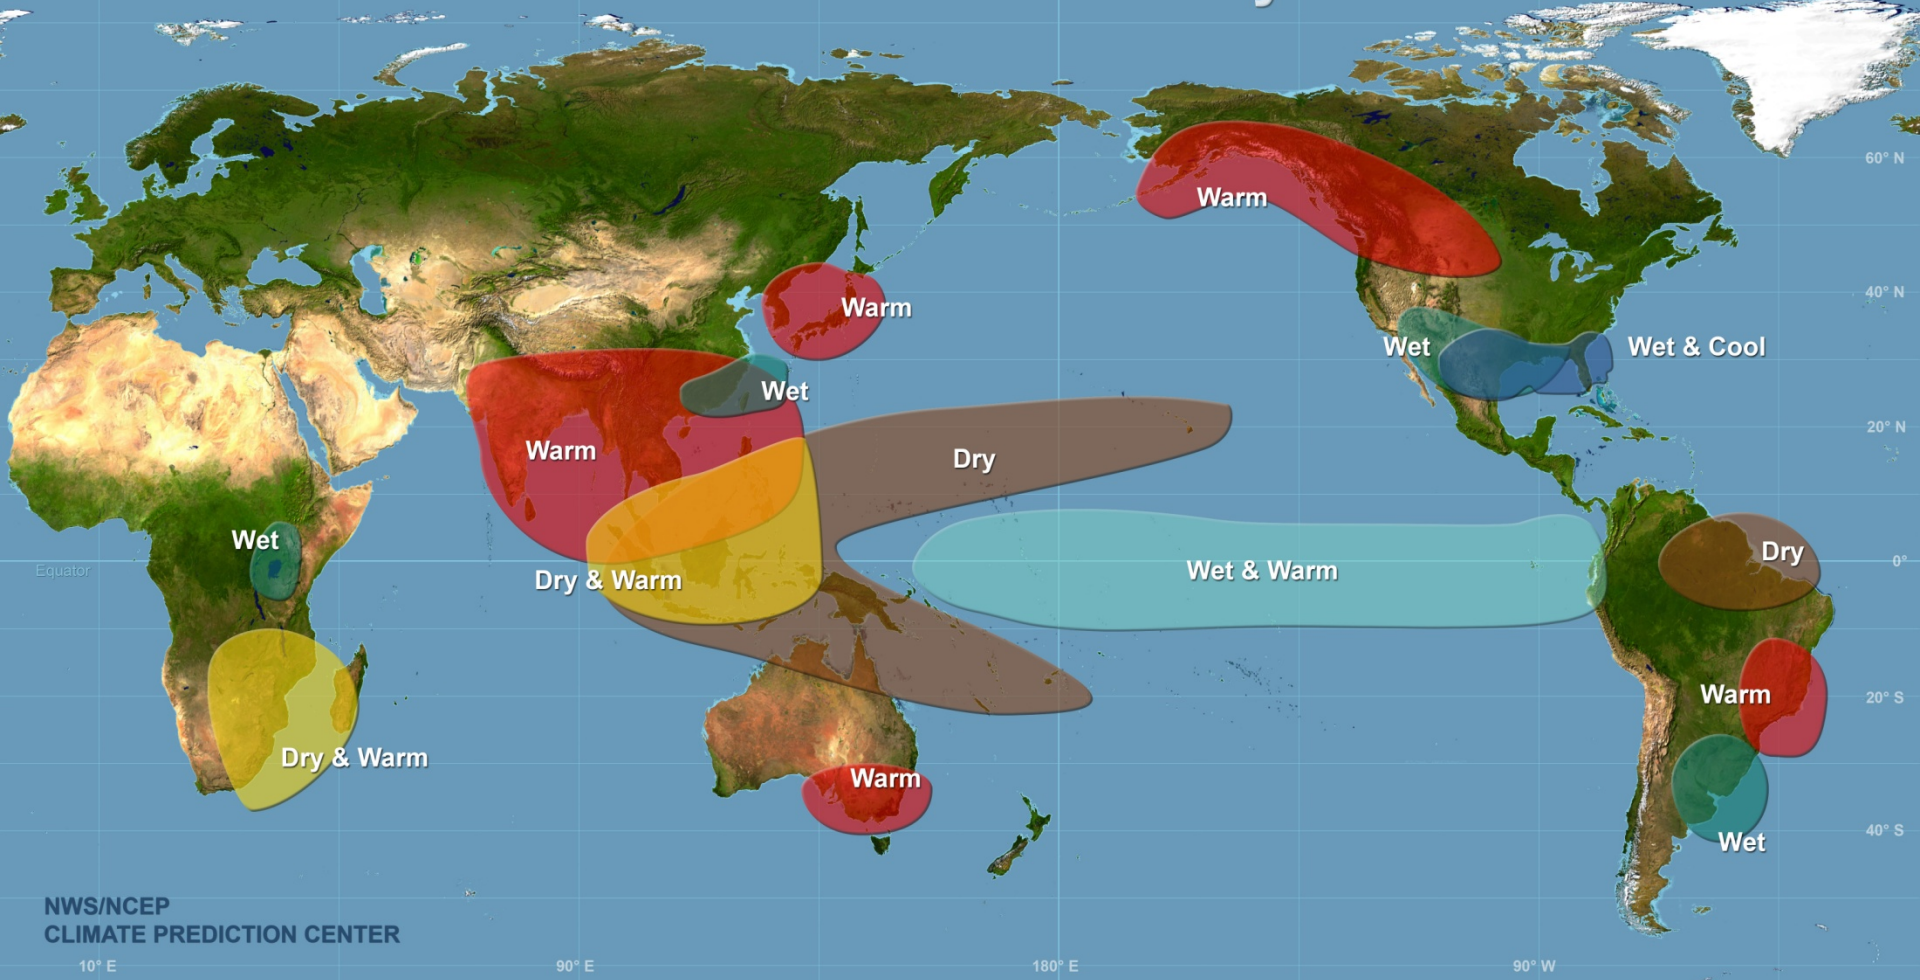 60° N
Warm
40° N
Warm
Wet
Wet & Cool
Wet
20° N
Warm
Dry
Wet
Dry
Equator
0°
Wet & Warm
Dry & Warm
Warm
20° S
Dry & Warm
Warm
40° S
Wet
NWS/NCEP
CLIMATE PREDICTION CENTER
10° E
90° E
180° E
90° W